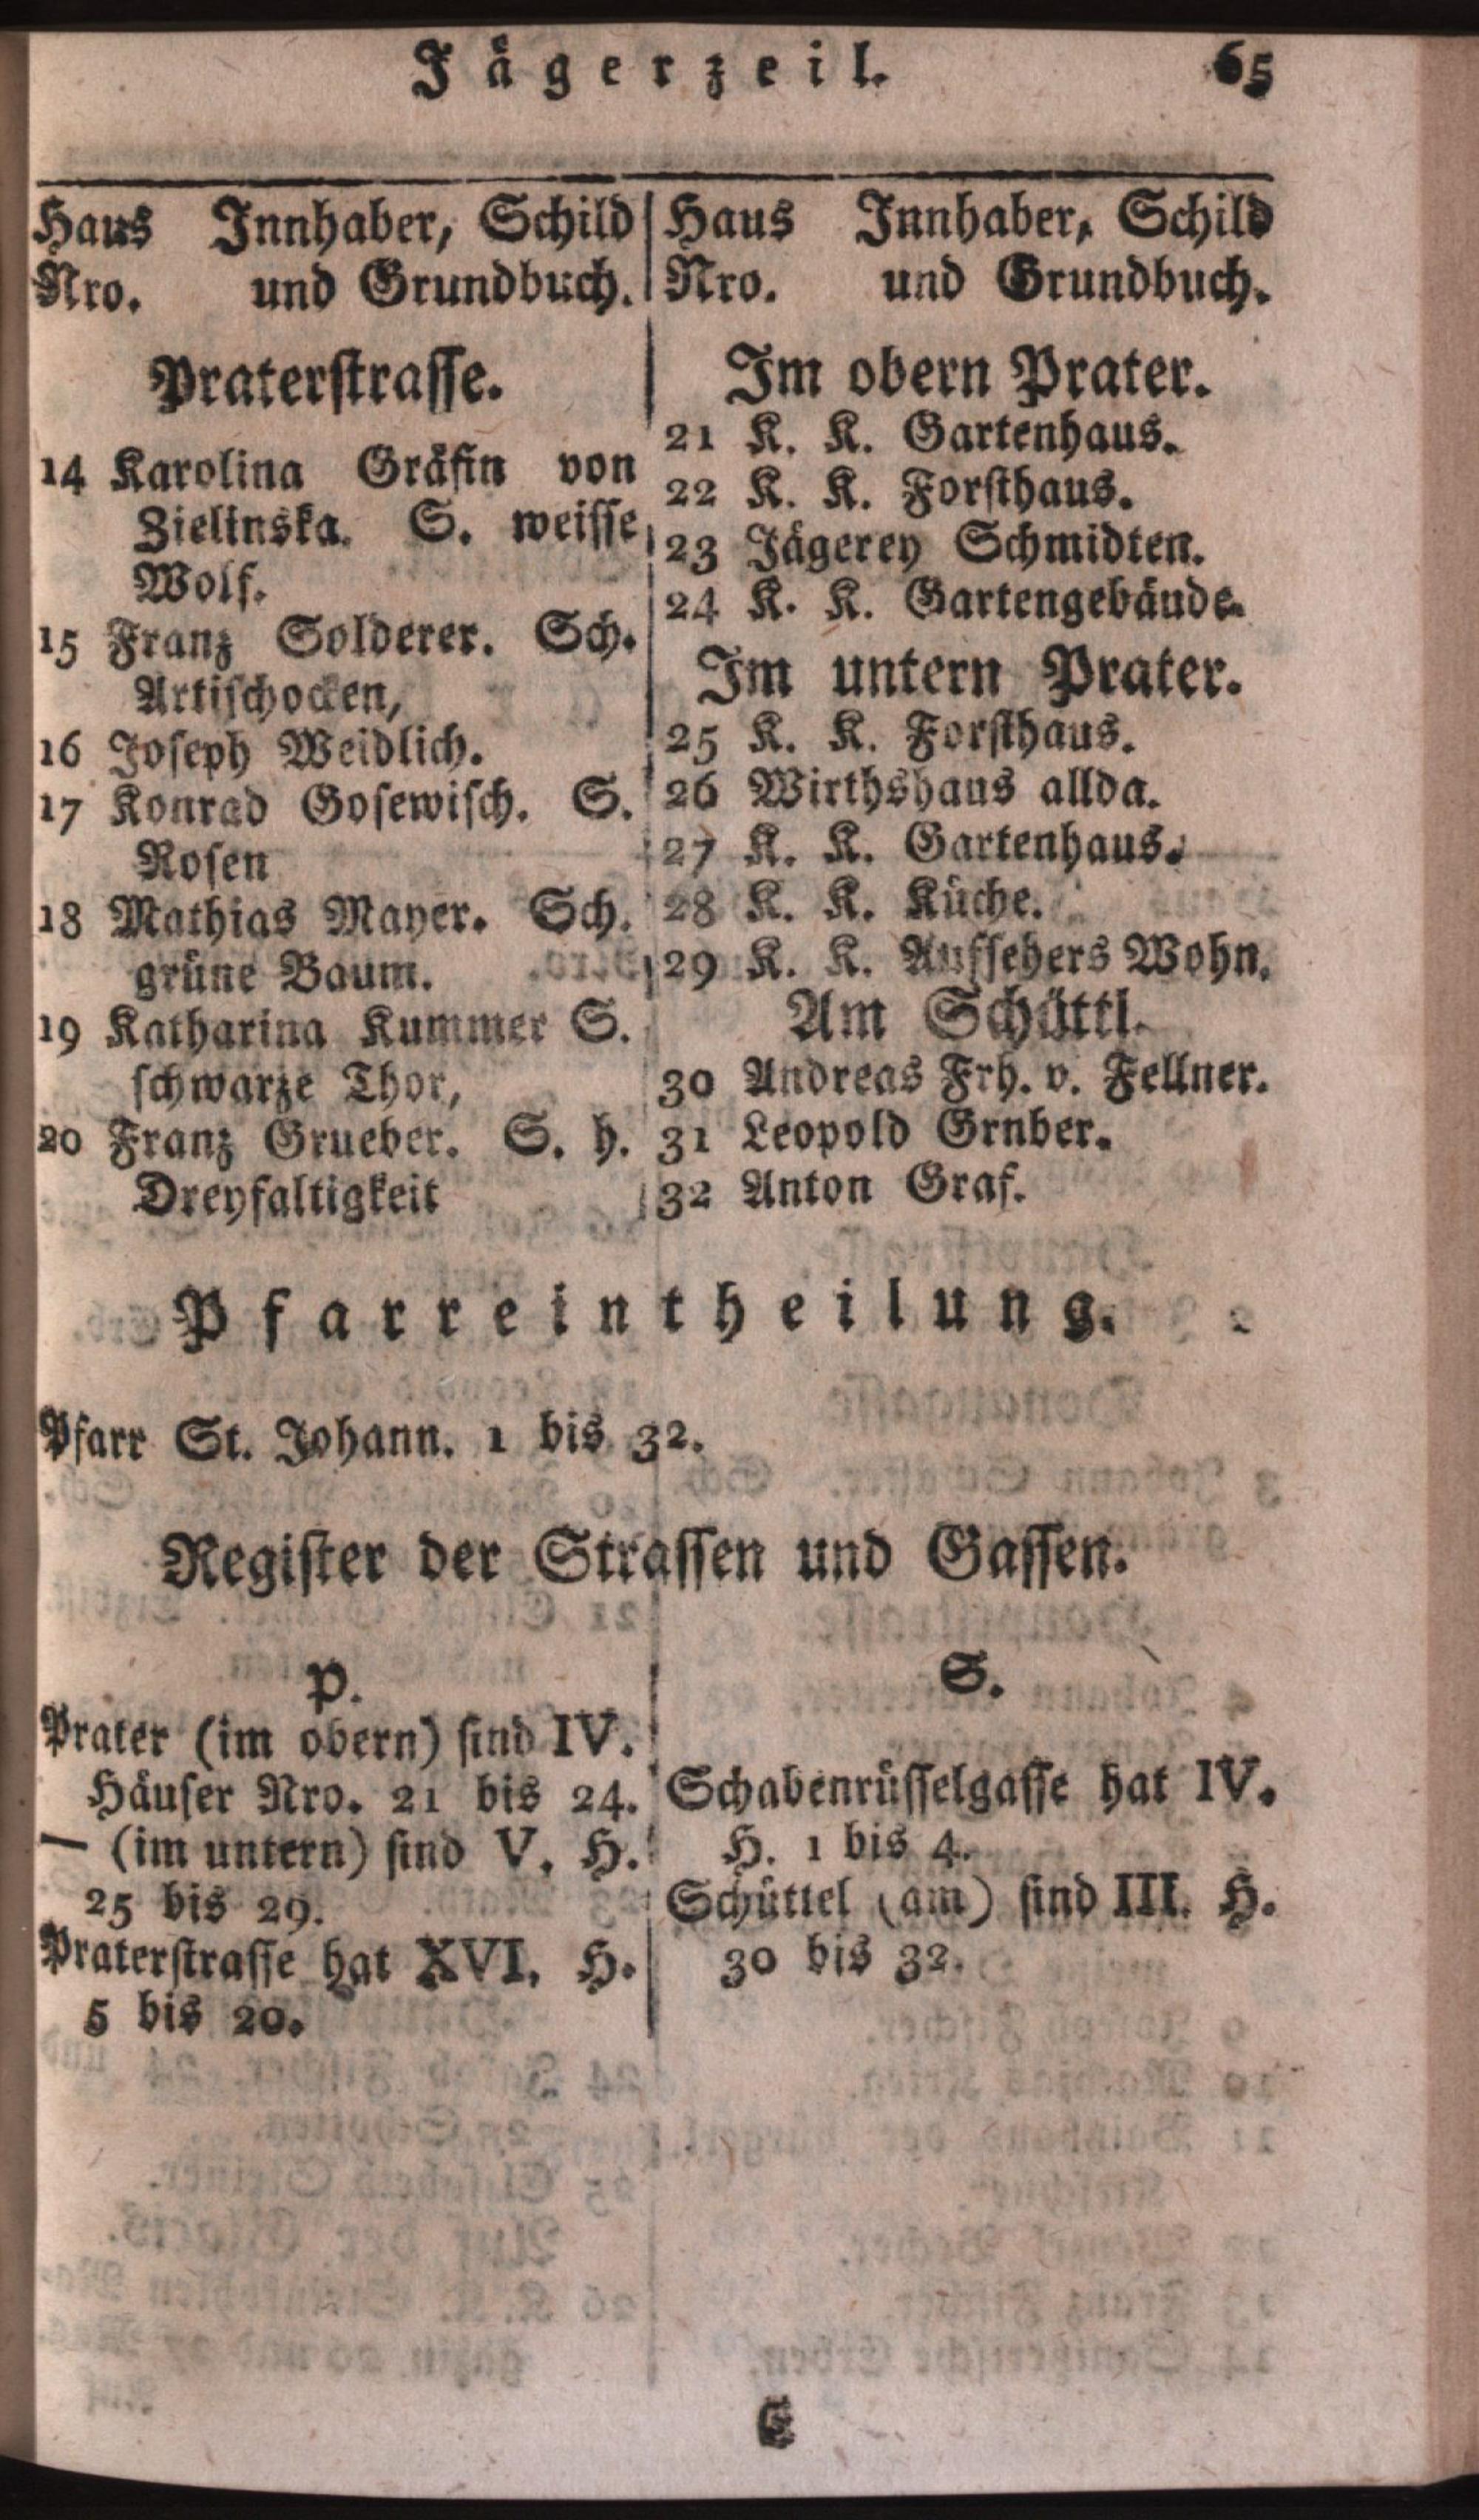 Jägerzeil. 65
Haus Innhaber, Schild
Nro. und Grundbuch.
Praterstrasse.
14 Karolina Gräfin von
Zielinska. S. weisse
Wolf.
15 Franz Solderer. Sch.
Artischocken,
16 Joseph Weidlich.
17 Konrad Gosewisch. S.
Rosen
18 Mathias Mayer. Sch.
grüne Baum.
19 Katharina Kummer S.
schwarze Thor,
20 Franz Grueber. S. h.
Dreyfaltigkeit
Haus Innhaber, Schild
Nro. und Grundbuch.
Im obern Prater.
21 K. K. Gartenhaus.
22 K. K. Forsthaus.
23 Jägerey Schmidten.
24 K. K. Gartengebäude.
Im untern Prater.
25 K. K. Forsthaus.
26 Wirthshaus allda.
27 K. K. Gartenhaus.
28 K. K. Küche.
29 K. K. Aufsehers Wohn.
Am Schüttl.
30 Andreas Frh. v. Fellner.
31 Leopold Grnber.
32 Anton Graf.
Pfarreintheilung.
Pfarr St. Johann. 1 bis 32.
Register der Strassen und Gassen.
P.
Prater (im obern) sind IV.
Häuser Nro. 21 bis 24.
— (im untern) sind V. H.
25 bis 29.
Praterstrasse hat XVI. H.
5 bis 20.
S.
Schabenrüsselgasse hat IV.
H. 1 bis 4.
Schüttel (am) sind III. H.
30 bis 32.
E